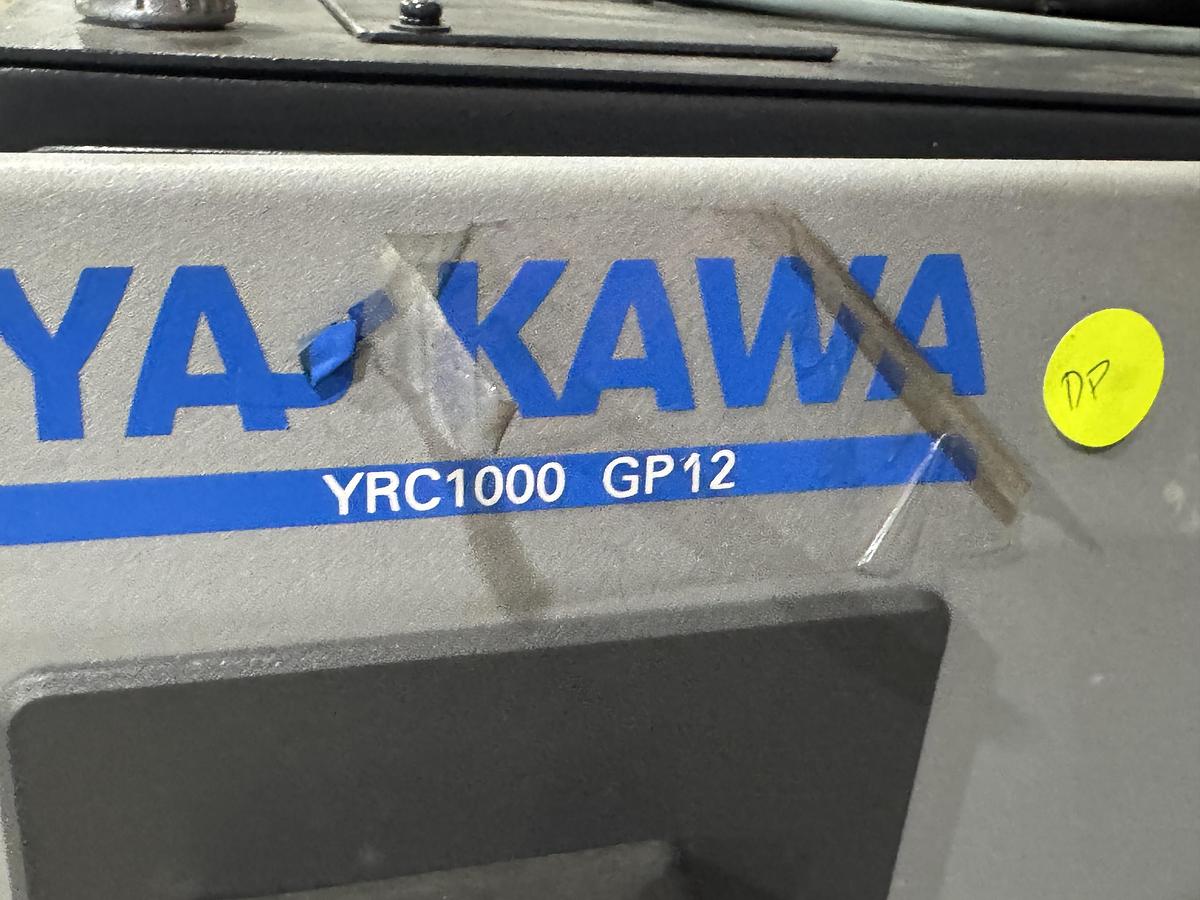 YA KAWA
YRC1000 GP12
DP